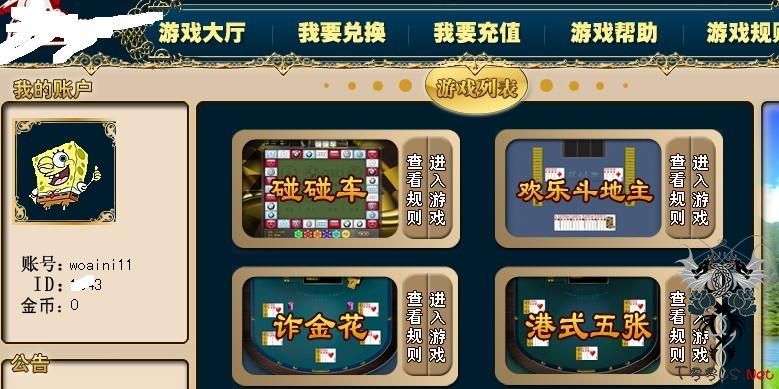 游戏大厅 我要兑换 我要充值 游戏帮助 游戏规
我的账户
游戏列表
碰碰车
查看规则
进入游戏
欢乐斗地主
查看规则
进入游戏
账号：woaini11
ID：
金币：0
诈金花
查看规则
进入游戏
港式五张
查看规则
进入游戏
公告